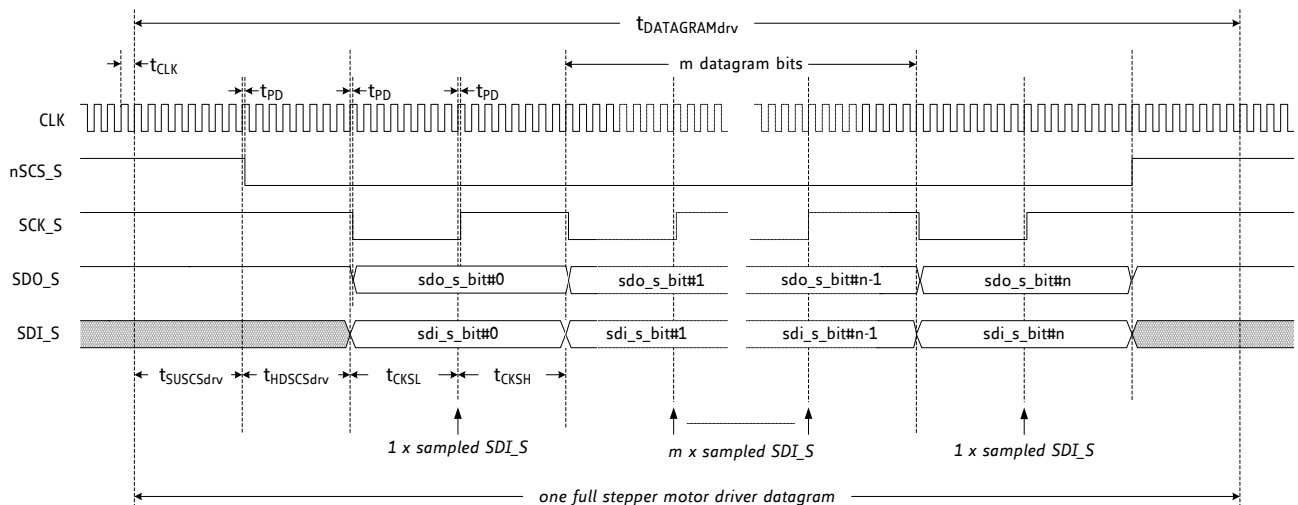 tDATAGRAMdrv
tCLK
m datagram bits
tPD tPD tPD
CLK
nSCS_S
SCK_S
SDO_S sdo_s_bit#0 sdo_s_bit#1 sdo_s_bit#n-1 sdo_s_bit#n
SDI_S sdi_s_bit#0 sdi_s_bit#1 sdi_s_bit#n-1 sdi_s_bit#n
tSUSCSdrv tHDSCSdrv tCKSL tCKSH
1 x sampled SDI_S m x sampled SDI_S 1 x sampled SDI_S
one full stepper motor driver datagram